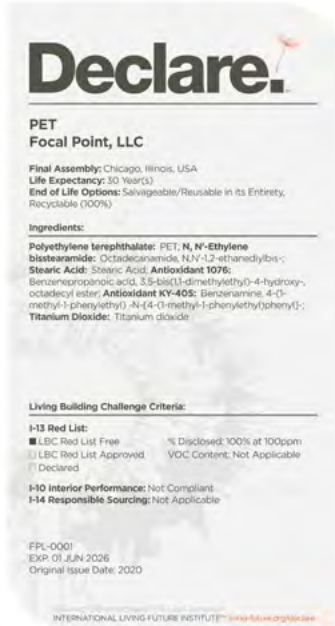 Declare.
PET
Focal Point, LLC
Final Assembly: Chicago, Illinois, USA
Life Expectancy: 30 Year(s)
End of Life Options: Salvageable/Reusable in its Entirety,
Recyclable (100%)
Ingredients:
Polyethylene terephthalate: PET; N, N'-Ethylene
bisstearamide: Octadecanamide, N,N'-1,2-ethanediylbis-;
Stearic Acid: Stearic Acid; Antioxidant 1076:
Benzenepropanoic acid, 3,5-bis(1,1-dimethylethyl)-4-hydroxy-,
octadecyl ester; Antioxidant KY-405: Benzenamine, 4-(1-
methyl-1-phenylethyl) -N-[4-(1-methyl-1-phenylethyl)phenyl]-;
Titanium Dioxide: Titanium dioxide
Living Building Challenge Criteria:
I-13 Red List:
LBC Red List Free % Disclosed: 100% at 100ppm
LBC Red List Approved VOC Content: Not Applicable
Declared
I-10 Interior Performance: Not Compliant
I-14 Responsible Sourcing: Not Applicable
FPL-0001
EXP. 01 JUN 2026
Original Issue Date: 2020
INTERNATIONAL LIVING FUTURE INSTITUTE™ living-future.org/declare